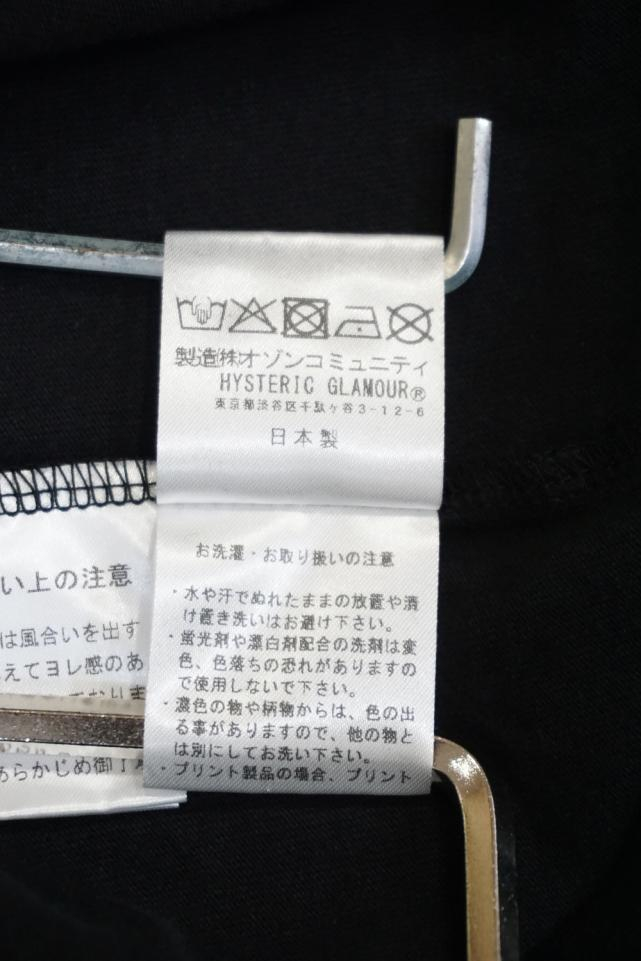 製造㈱オゾンコミュニティ
HYSTERIC GLAMOUR®
東京都渋谷区千駄ヶ谷3-12-6
日本製
お洗濯・お取り扱いの注意
・水や汗でぬれたままの放置や漬
け置き洗いはお避け下さい。
・蛍光剤や漂白剤配合の洗剤は変
色、色落ちの恐れがありますの
で使用しないで下さい。
・濃色の物や柄物からは、色の出
る事がありますので、他の物と
は別にしてお洗い下さい。
・プリント製品の場合、プリント
い上の注意
は風合いを出す
えてヨレ感のあ
ております
あらかじめ御了